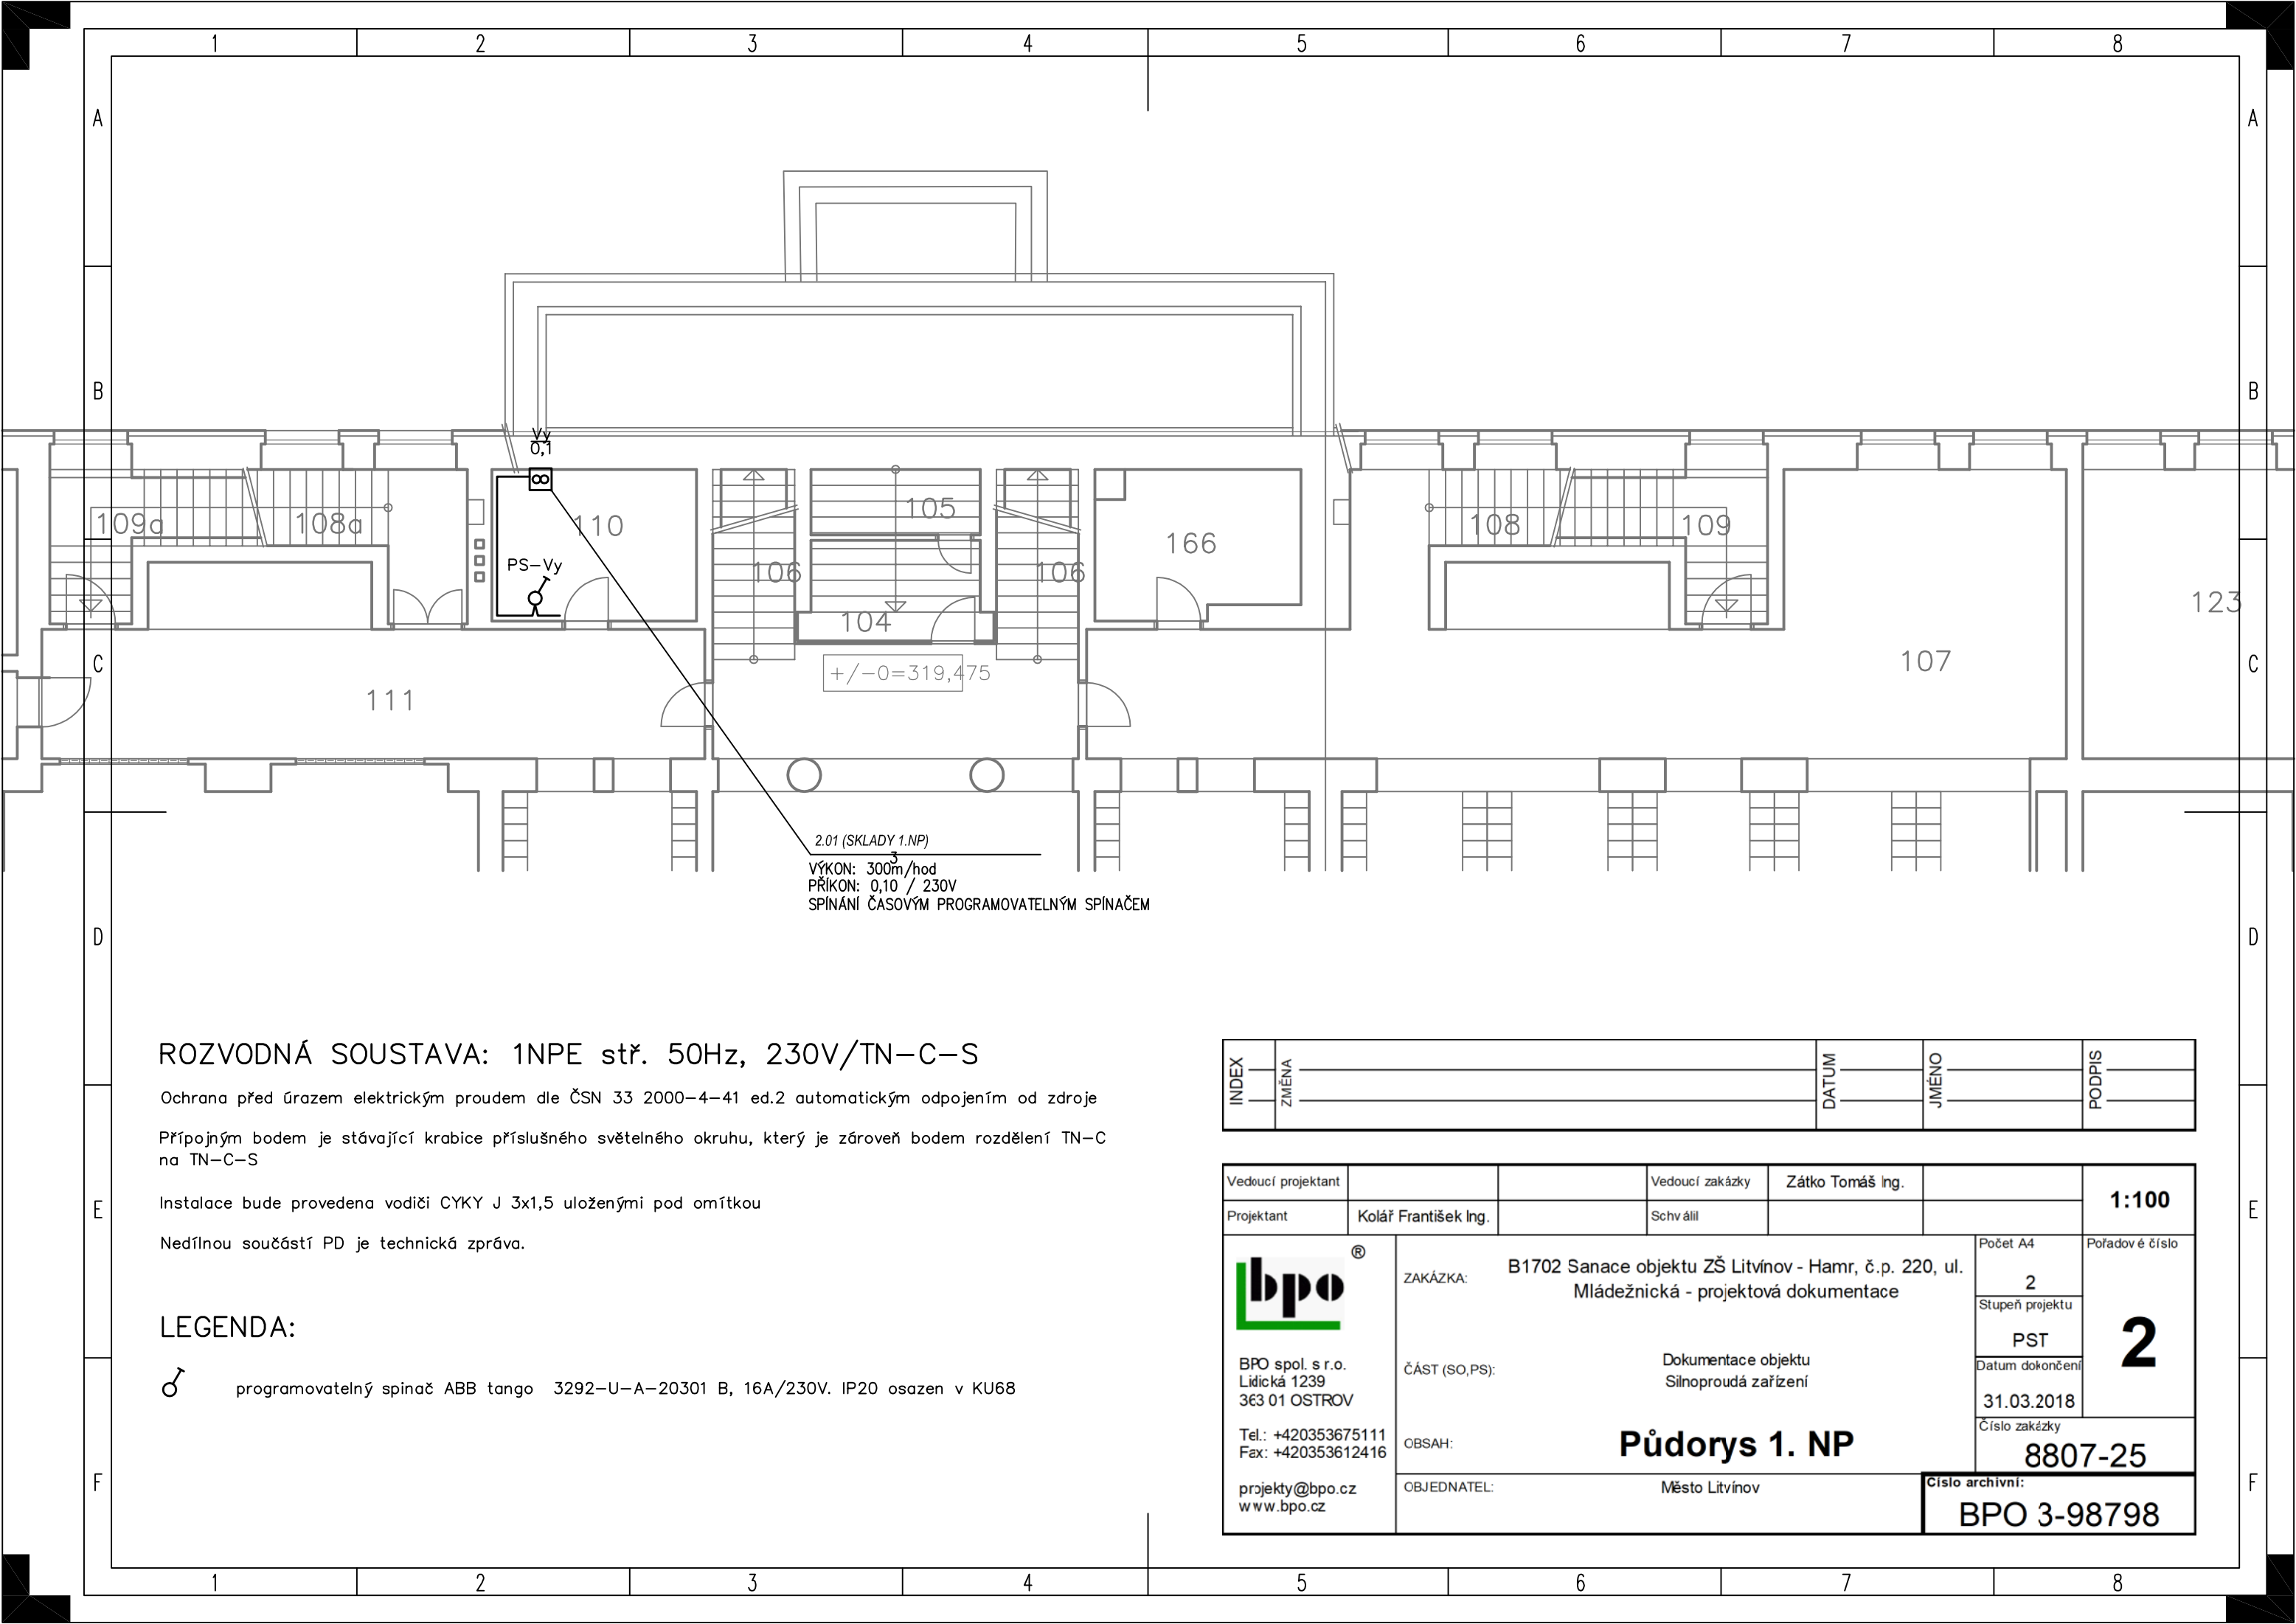 1 2 3 4 5 6 7 8
A A
B B
Vy
0,1
109a 108a 110 105 108 109
PS-Vy 106 106 166
104 123
C +/-0=319,475 107 C
111
2.01 (SKLADY 1.NP)
VÝKON: 300m3/hod
PŘÍKON: 0,10 / 230V
SPÍNÁNÍ ČASOVÝM PROGRAMOVATELNÝM SPÍNAČEM
D D
ROZVODNÁ SOUSTAVA: 1NPE stř. 50Hz, 230V/TN-C-S
Ochrana před úrazem elektrickým proudem dle ČSN 33 2000-4-41 ed.2 automatickým odpojením od zdroje
Přípojným bodem je stávající krabice příslušného světelného okruhu, který je zároveň bodem rozdělení TN-C
na TN-C-S
Instalace bude provedena vodiči CYKY J 3x1,5 uloženými pod omítkou
Nedílnou součástí PD je technická zpráva.
LEGENDA:
programovatelný spinač ABB tango 3292-U-A-20301 B, 16A/230V. IP20 osazen v KU68
INDEX ZMĚNA DATUM JMÉNO PODPIS
E E
Vedoucí projektant Vedoucí zakázky Zátko Tomáš Ing. 1:100
Projektant Kolář František Ing. Schválil
bpo ®
BPO spol. s r.o.
Lidická 1239
363 01 OSTROV
Tel.: +420353675111
Fax: +420353612416
projekty@bpo.cz
www.bpo.cz
ZAKÁZKA: B1702 Sanace objektu ZŠ Litvínov - Hamr, č.p. 220, ul.
Mládežnická - projektová dokumentace
ČÁST (SO,PS): Dokumentace objektu
Silnoproudá zařízení
OBSAH: Půdorys 1. NP
OBJEDNATEL: Město Litvínov
Počet A4
2
Stupeň projektu
PST
Datum dokončení
31.03.2018
Pořadové číslo
2
Číslo zakázky
8807-25
Číslo archivní:
BPO 3-98798
F F
1 2 3 4 5 6 7 8